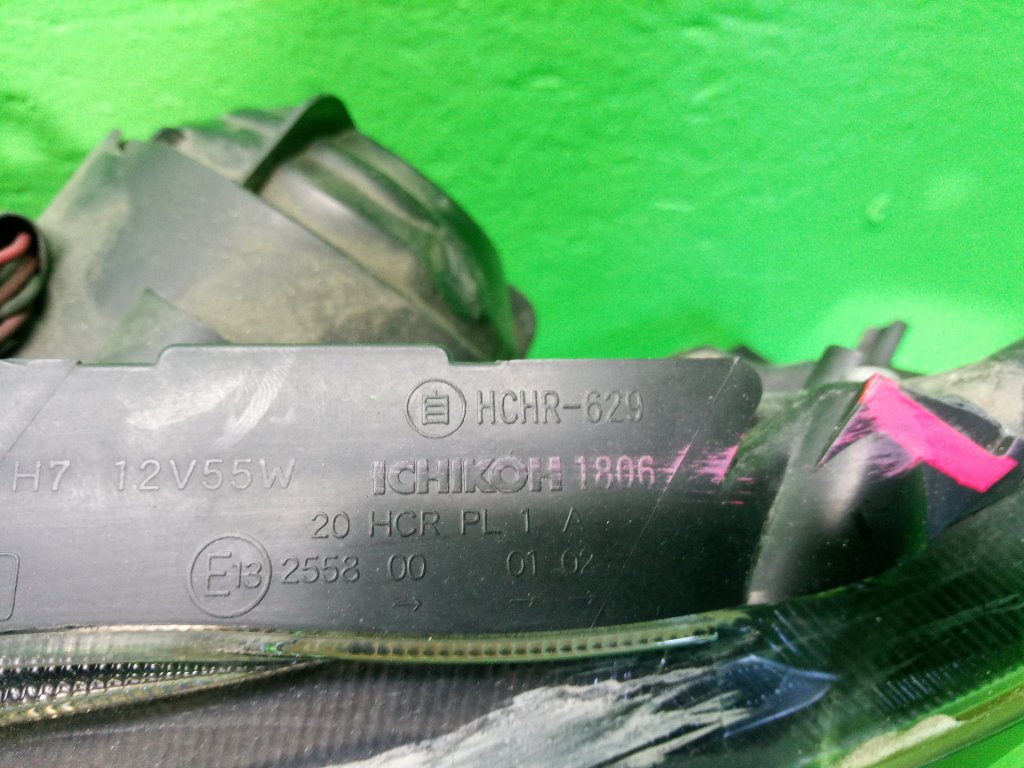 自 HCHR-629
H7 12V55W ICHIKOH 1806
20 HCR PL 1 A
E13 2558 00 01 02
→ → →